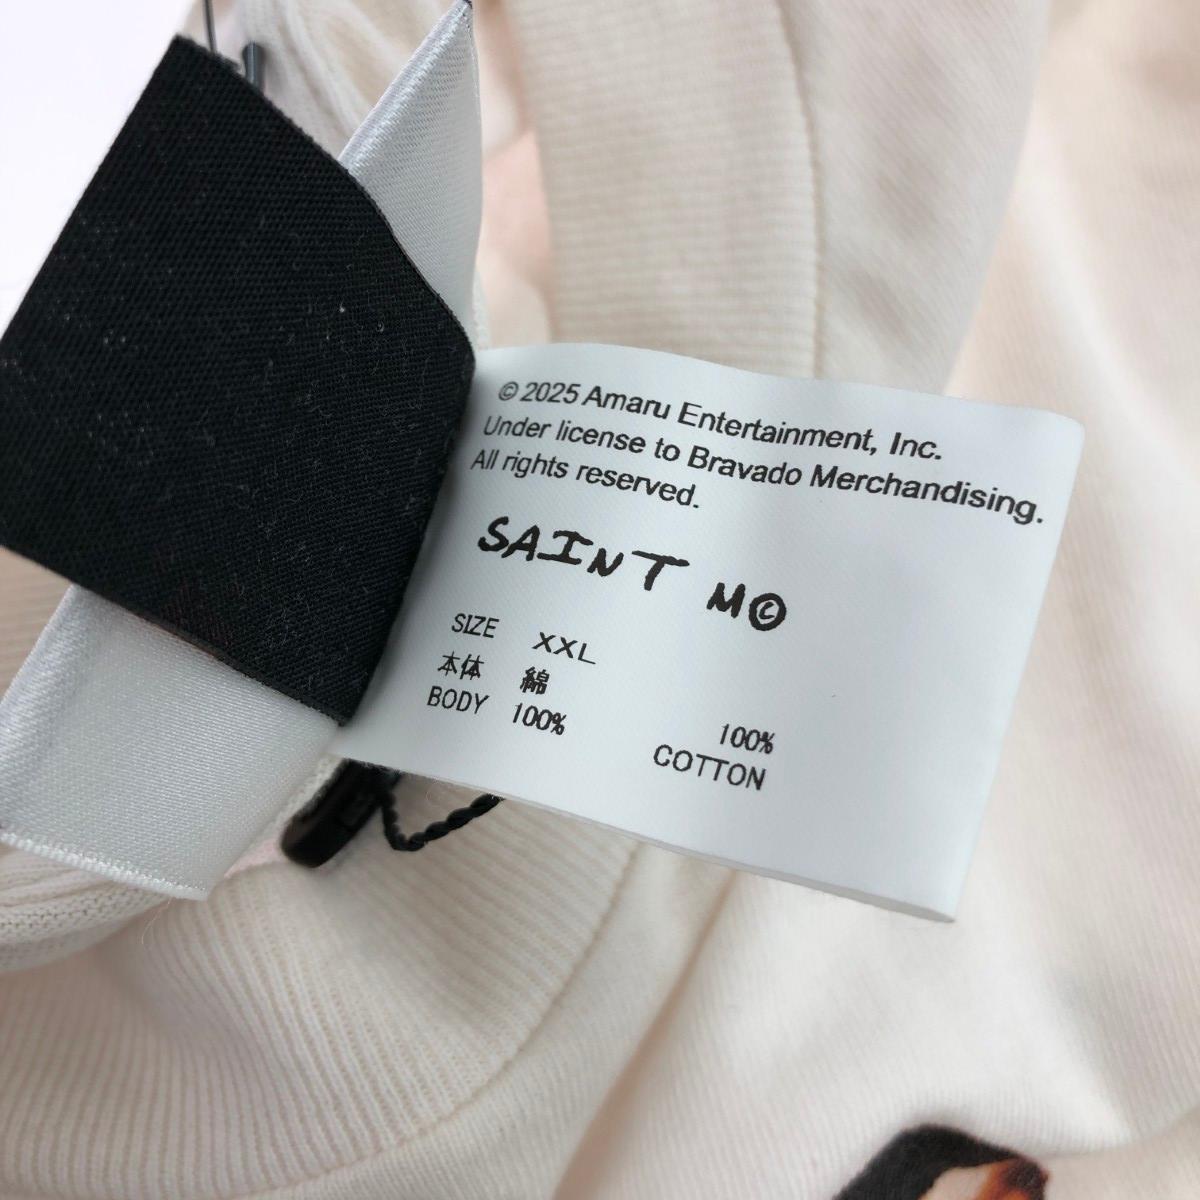 © 2025 Amaru Entertainment, Inc.
Under license to Bravado Merchandising.
All rights reserved.
SAINT M©
SIZE XXL
本体 綿 100%
BODY 100% COTTON